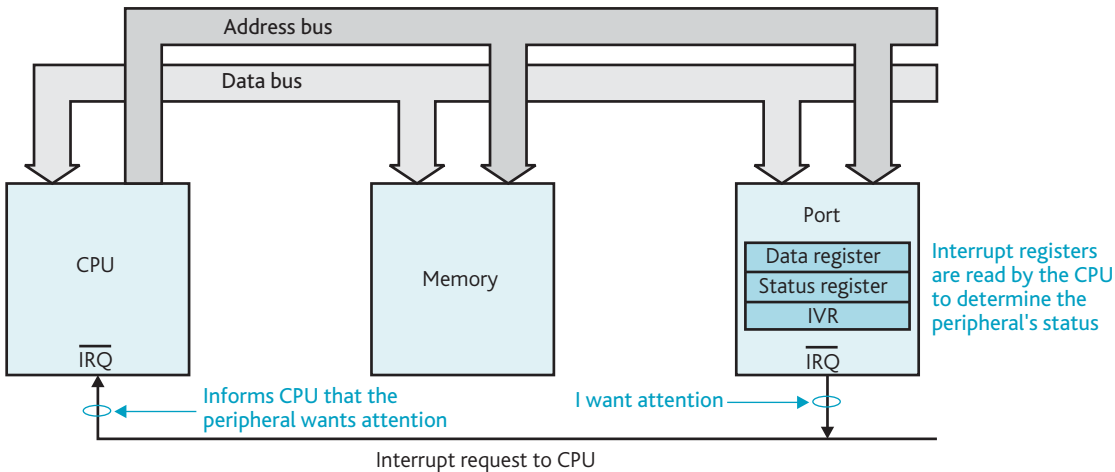 Address bus
Data bus
CPU
IRQ
Memory
Port
Data register
Status register
IVR
IRQ
Interrupt registers
are read by the CPU
to determine the
peripheral's status
Informs CPU that the
peripheral wants attention
I want attention
Interrupt request to CPU